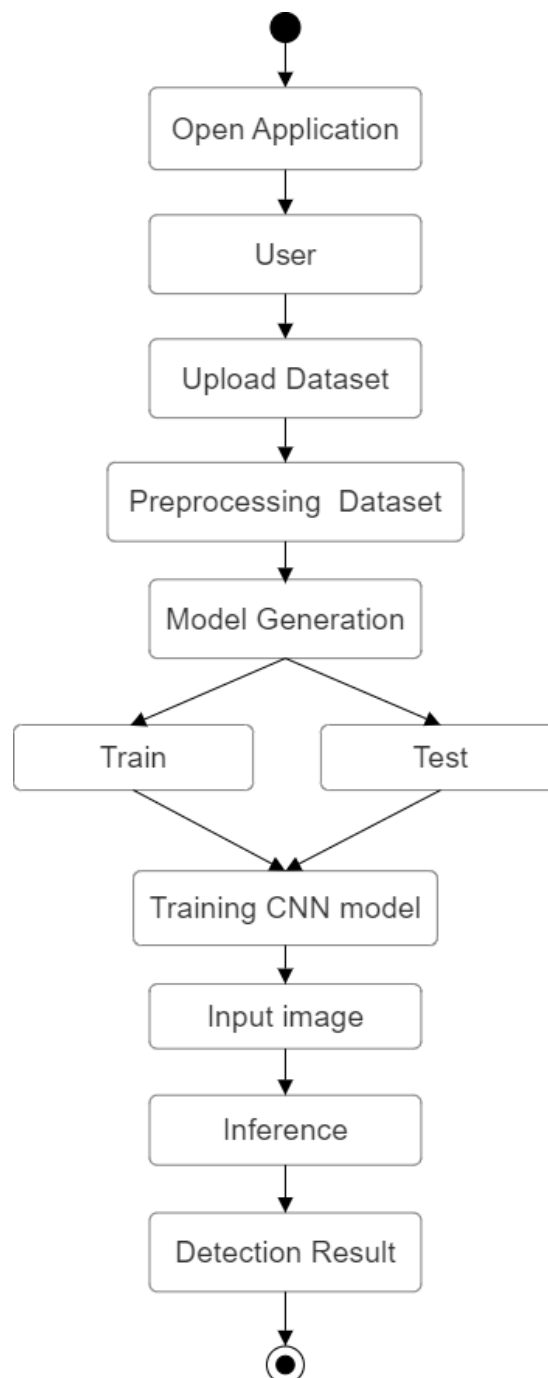 Open Application
User
Upload Dataset
Preprocessing  Dataset
Model Generation
Train
Test
Training CNN model
Input image
Inference
Detection Result